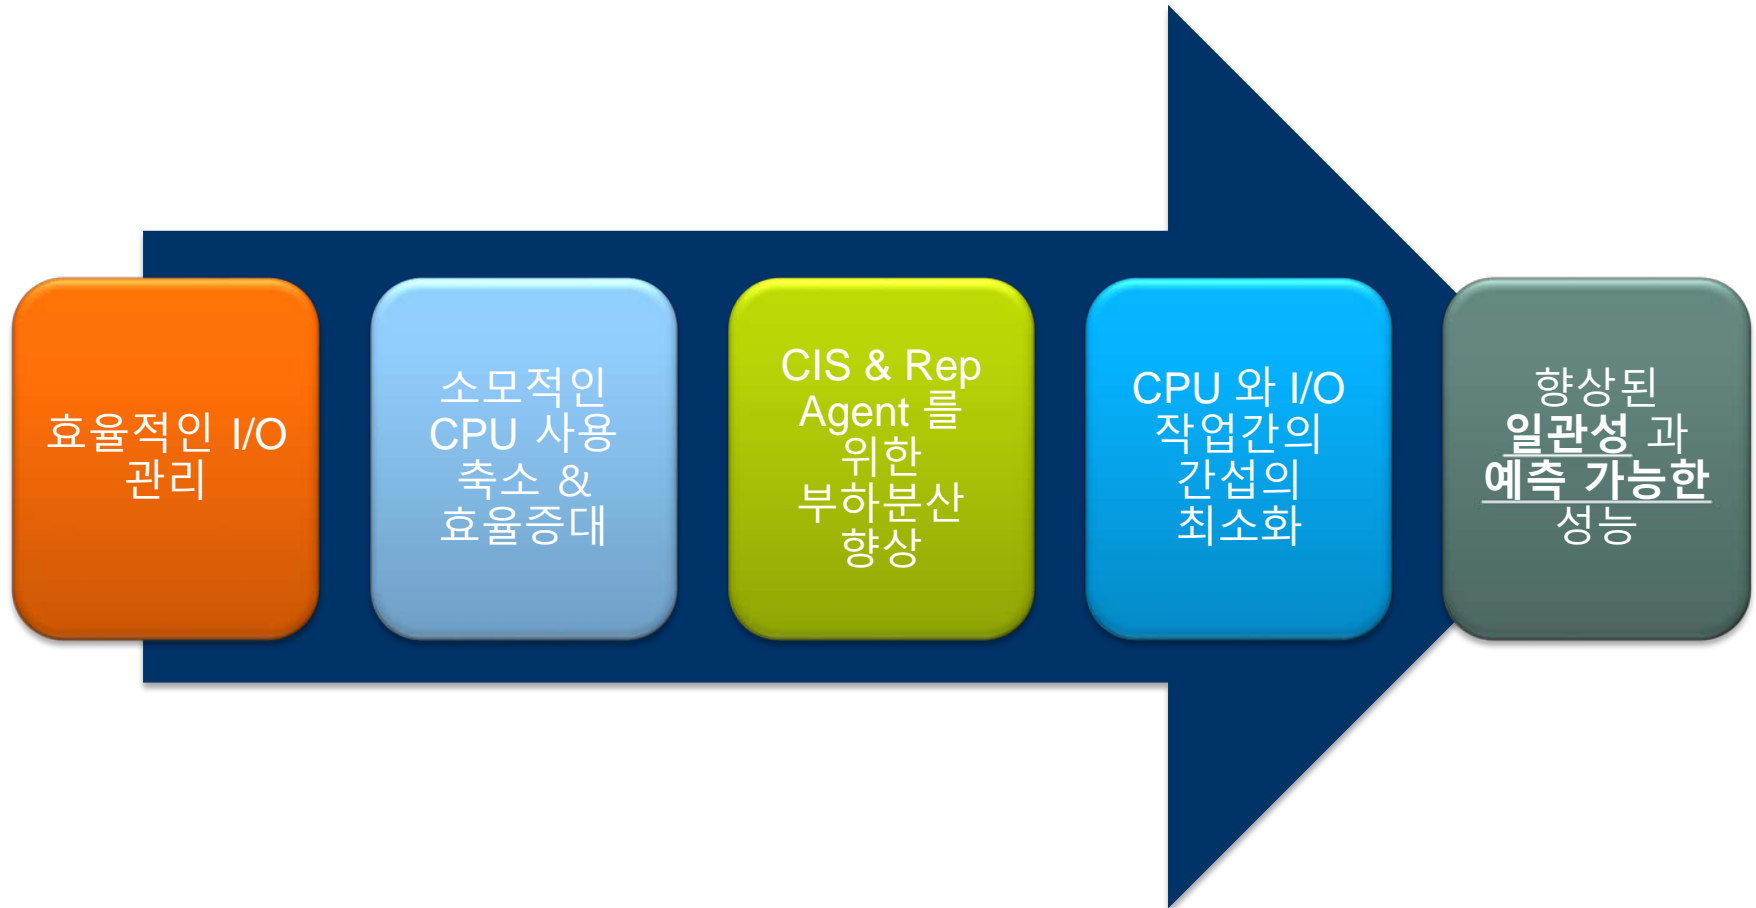 효율적인 I/O
관리
소모적인
CPU 사용
축소 &
효율증대
CIS & Rep
Agent 를
위한
부하분산
향상
CPU 와 I/O
작업간의
간섭의
최소화
향상된
일관성 과
예측 가능한
성능